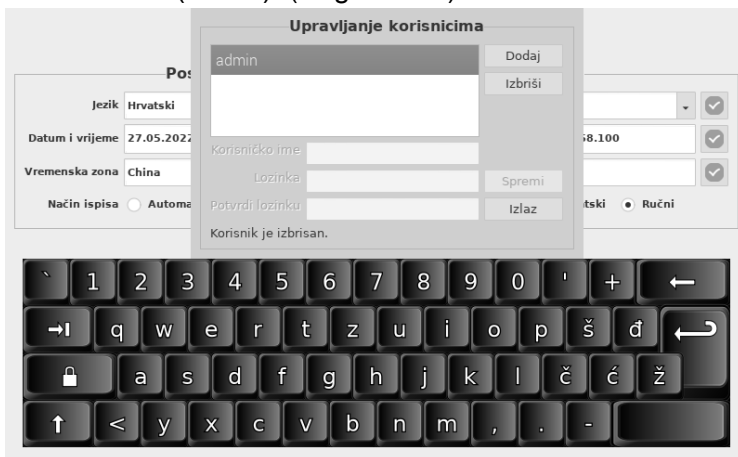 Upravljanje korisnicima
admin
Dodaj
Izbriši
Korisničko ime
Lozinka
Spremi
Potvrdi lozinku
Izlaz
Korisnik je izbrisan.
Pos
Jezik Hrvatski
Datum i vrijeme 27.05.2022 68.100
Vremenska zona China
Način ispisa Automa tski Ručni
` 1 2 3 4 5 6 7 8 9 0 ' +
q w e r t z u i o p š đ
a s d f g h j k l č ć ž
< y x c v b n m , . -